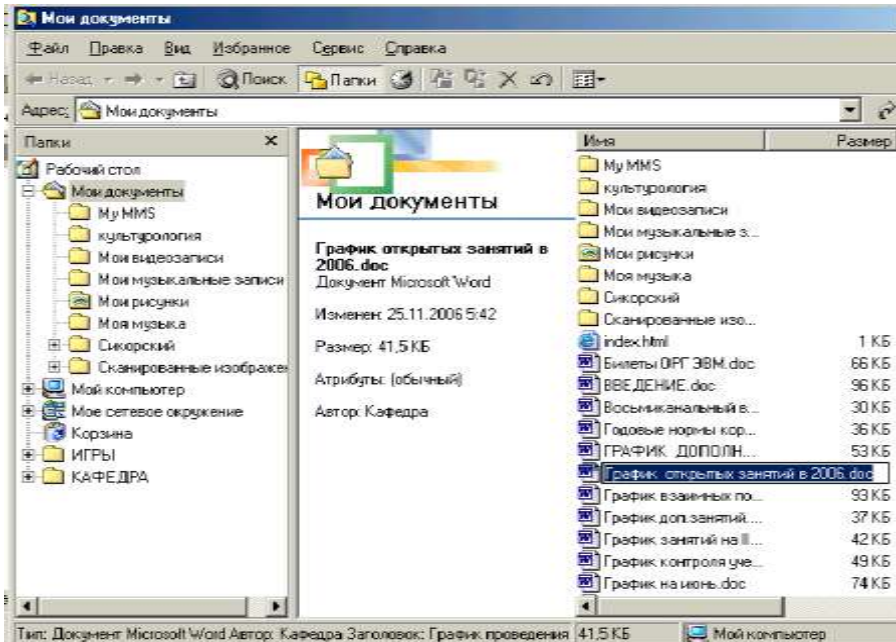 Мои документы
Файл Правка Вид Избранное Сервис Справка
Назад Поиск Папки
Адрес: Мои документы
Папки
Рабочий стол
Мои документы
My MMS
культурология
Мои видеозаписи
Мои музыкальные записи
Мои рисунки
Моя музыка
Сикорский
Сканированные изображен
Мой компьютер
Мое сетевое окружение
Корзина
ИГРЫ
КАФЕДРА
Мои документы
График открытых занятий в
2006.doc
Документ Microsoft Word
Изменен: 25.11.2006 5:42
Размер: 41,5 КБ
Атрибуты: (обычный)
Автор: Кафедра
Имя Размер
My MMS
культурология
Мои видеозаписи
Мои музыкальные з...
Мои рисунки
Моя музыка
Сикорский
Сканированные изо...
index.html 1 КБ
Билеты ОРГ ЭВМ.doc 66 КБ
ВВЕДЕНИЕ.doc 96 КБ
Восьмиканальный в... 30 КБ
Годовые нормы кор... 36 КБ
ГРАФИК ДОПОЛН... 53 КБ
График открытых занятий в 2006.doc
График взаимных по... 93 КБ
График доп.занятий.... 37 КБ
График занятий на II... 42 КБ
График контроля уче... 49 КБ
График на июнь.doc 74 КБ
Тип: Документ Microsoft Word Автор: Кафедра Заголовок: График проведения 41,5 КБ Мой компьютер